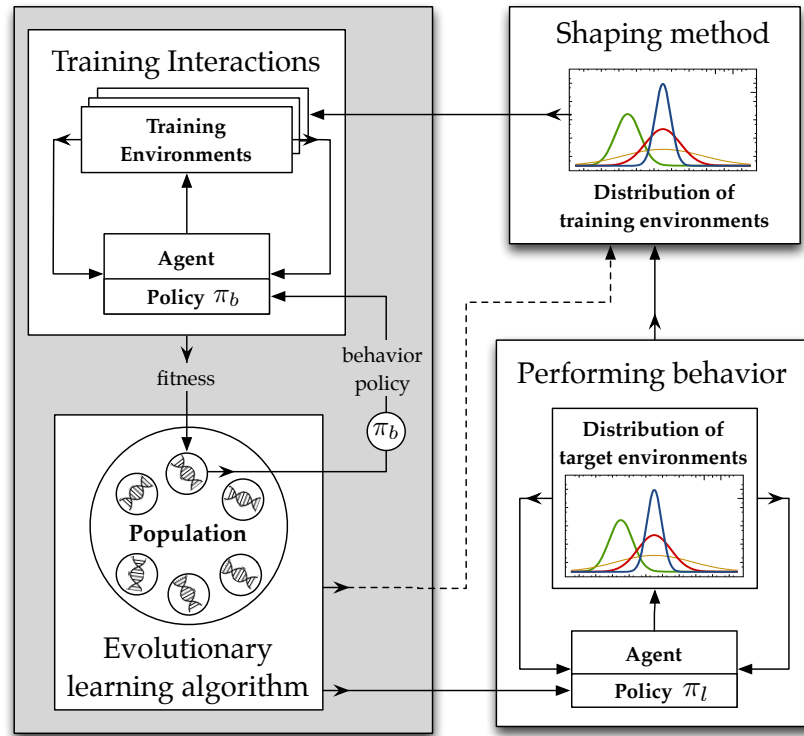 Training Interactions
Training
Environments
Agent
Policy π_b
fitness
behavior
policy
π_b
Population
Evolutionary
learning algorithm
Shaping method
Distribution of
training environments
Performing behavior
Distribution of
target environments
Agent
Policy π_l